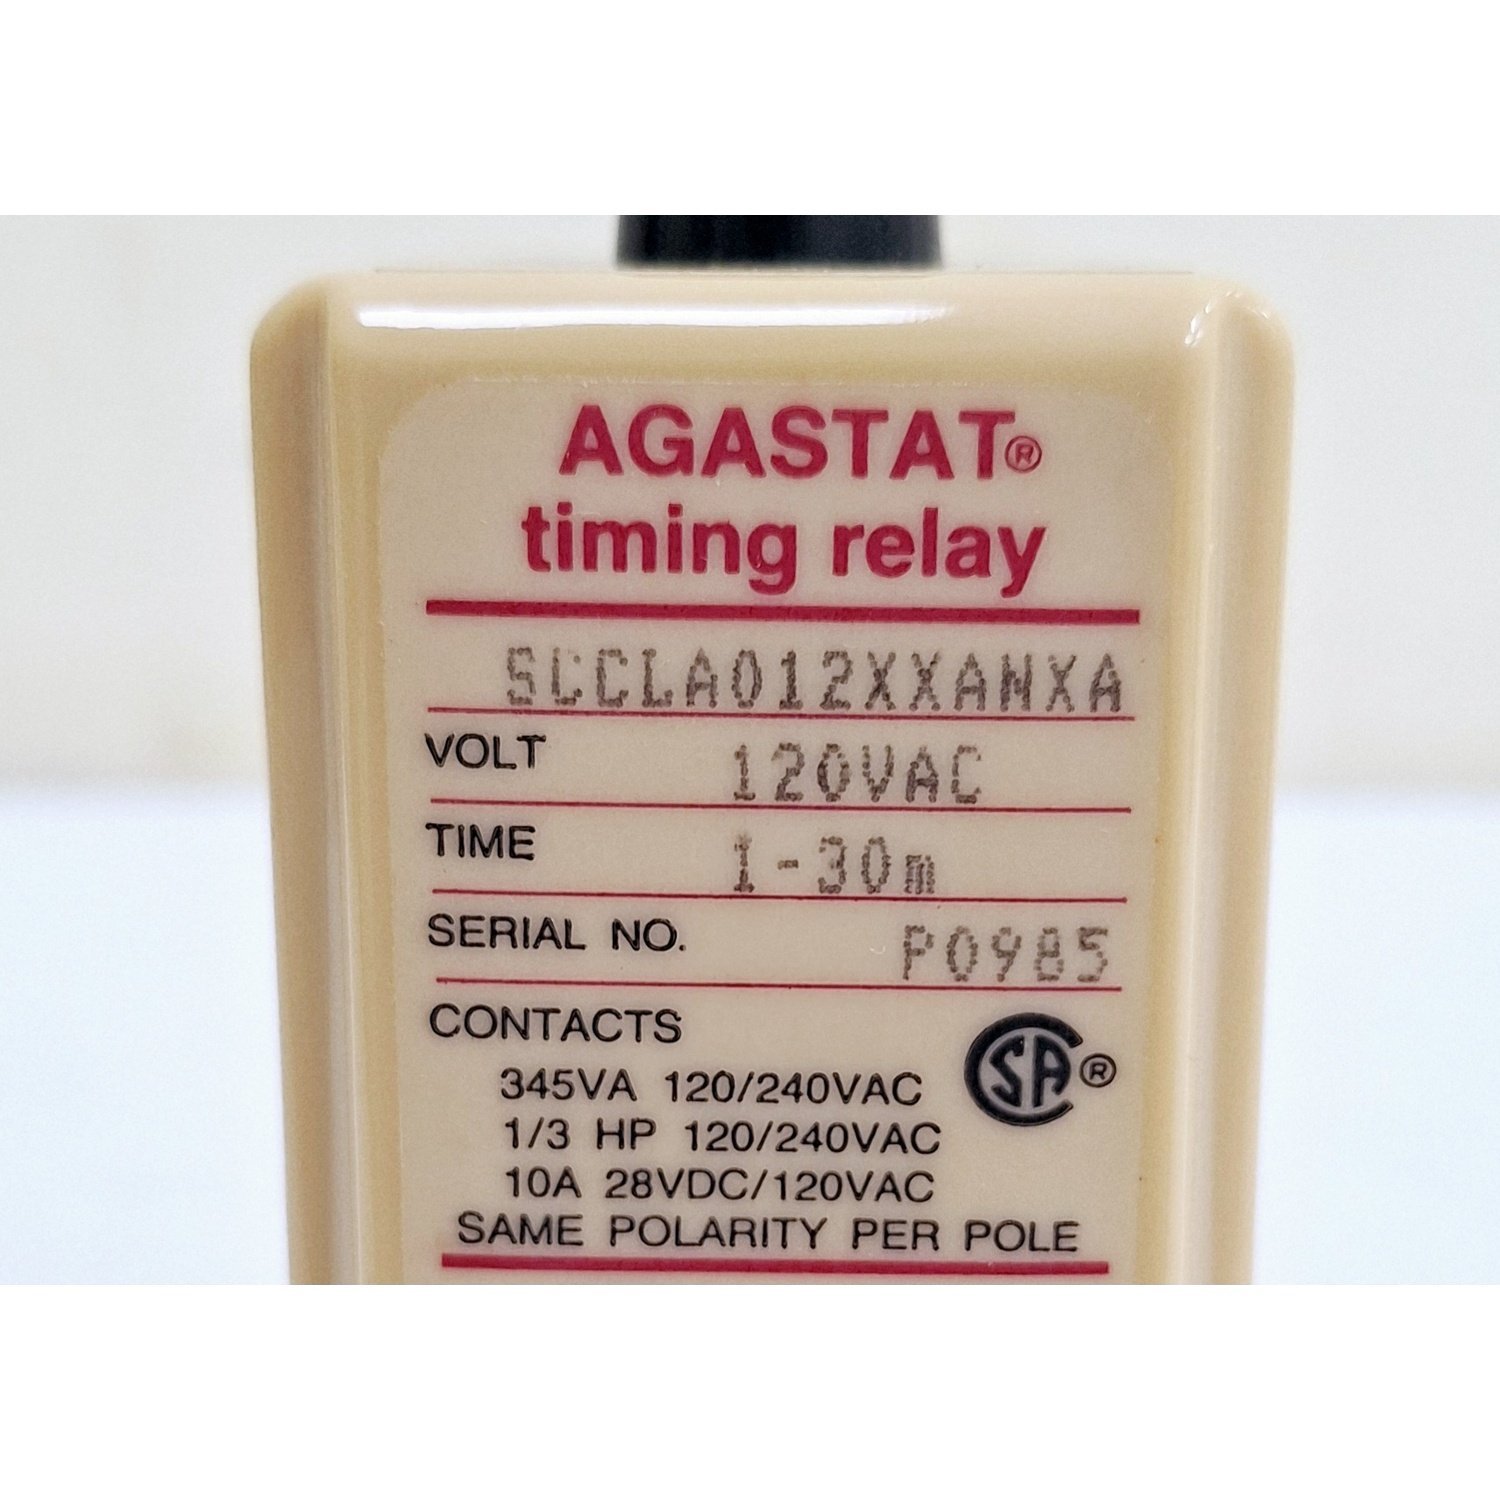 AGASTAT®
timing relay
SCCLA012XXANXA
VOLT 120VAC
TIME 1-30m
SERIAL NO. P0985
CONTACTS
345VA 120/240VAC
1/3 HP 120/240VAC
10A 28VDC/120VAC
SAME POLARITY PER POLE
CSA®